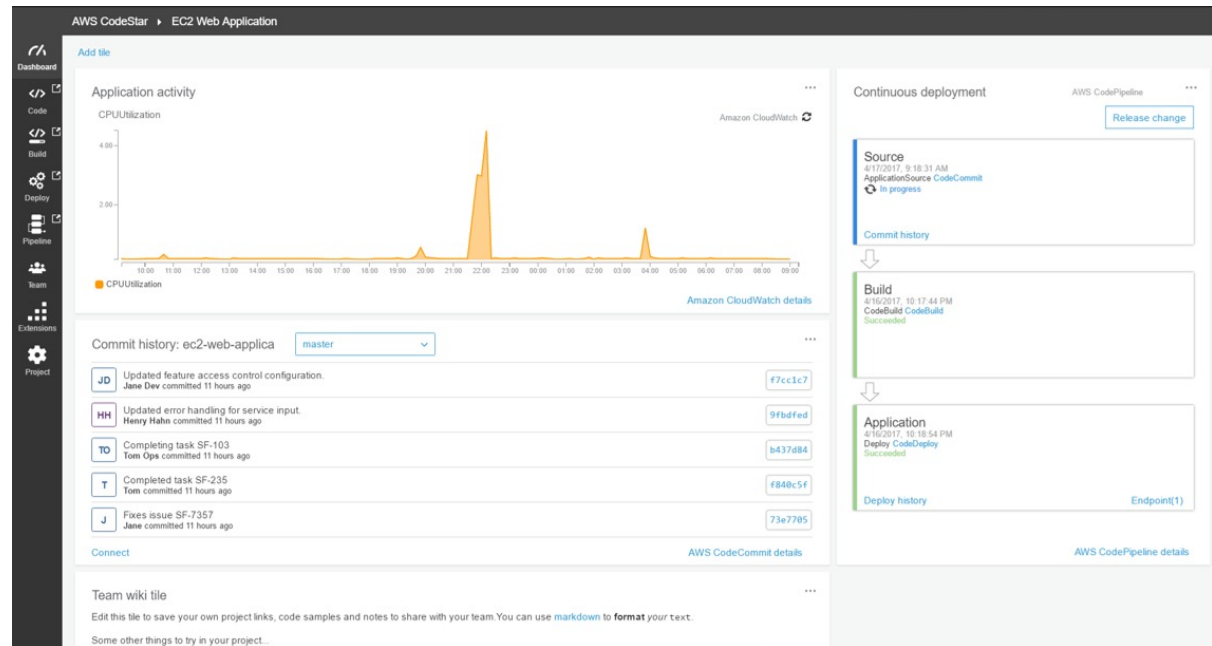 AWS CodeStar ▸ EC2 Web Application
Dashboard
Code
Build
Deploy
Pipeline
Team
Extensions
Project
Add tile
Application activity
CPUUtilization
Amazon CloudWatch
4.00
2.00
10:00 11:00 12:00 13:00 14:00 15:00 16:00 17:00 18:00 19:00 20:00 21:00 22:00 23:00 00:00 01:00 02:00 03:00 04:00 05:00 06:00 07:00 08:00 09:00
CPUUtilization
Amazon CloudWatch details
Commit history: ec2-web-applica master
JD Updated feature access control configuration.
Jane Dev committed 11 hours ago
f7cc1c7
HH Updated error handling for service input.
Henry Hahn committed 11 hours ago
9fbdfed
TO Completing task SF-103
Tom Ops committed 11 hours ago
b437d84
T Completed task SF-235
Tom committed 11 hours ago
f840c5f
J Fixes issue SF-7357
Jane committed 11 hours ago
73e7705
Connect AWS CodeCommit details
Team wiki tile
Edit this tile to save your own project links, code samples and notes to share with your team.You can use markdown to format your text.
Some other things to try in your project...
Continuous deployment AWS CodePipeline
Release change
Source
4/17/2017, 9:18:31 AM
ApplicationSource CodeCommit
In progress
Commit history
Build
4/16/2017, 10:17:44 PM
CodeBuild CodeBuild
Succeeded
Application
4/16/2017, 10:18:54 PM
Deploy CodeDeploy
Succeeded
Deploy history Endpoint(1)
AWS CodePipeline details